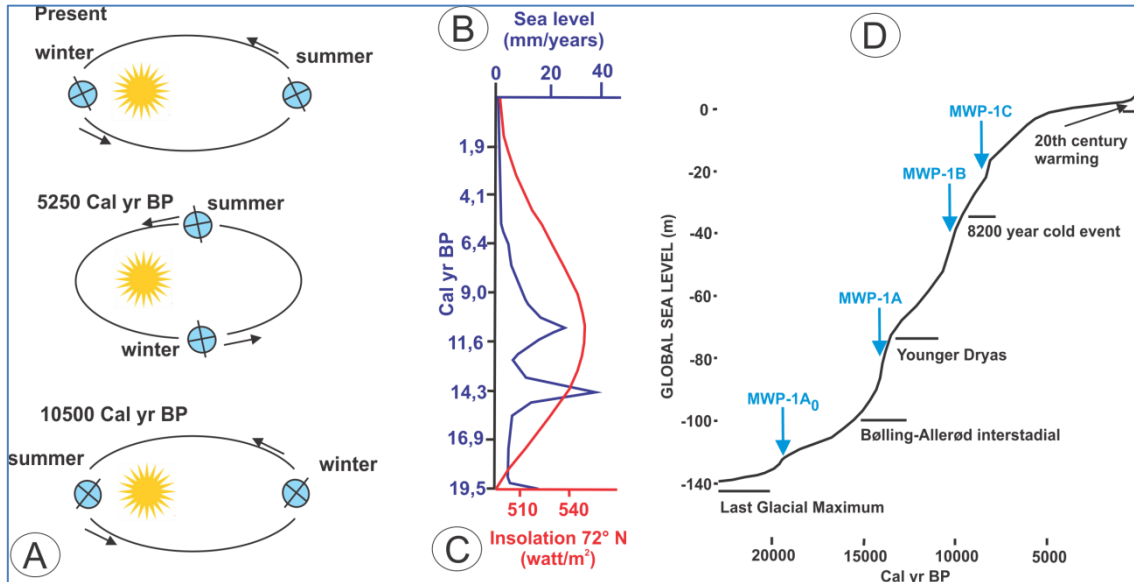 Present
winter
summer
5250 Cal yr BP
summer
winter
10500 Cal yr BP
summer
winter
A
B
Sea level
(mm/years)
0 20 40
Cal yr BP
1,9
4,1
6,4
9,0
11,6
14,3
16,9
19,5
510 540
Insolation 72° N
(watt/m²)
C
D
GLOBAL SEA LEVEL (m)
0
-20
-40
-60
-80
-100
-120
-140
MWP-1C
MWP-1B
MWP-1A
MWP-1A₀
20th century
warming
8200 year cold event
Younger Dryas
Bølling-Allerød interstadial
Last Glacial Maximum
20000 15000 10000 5000
Cal yr BP